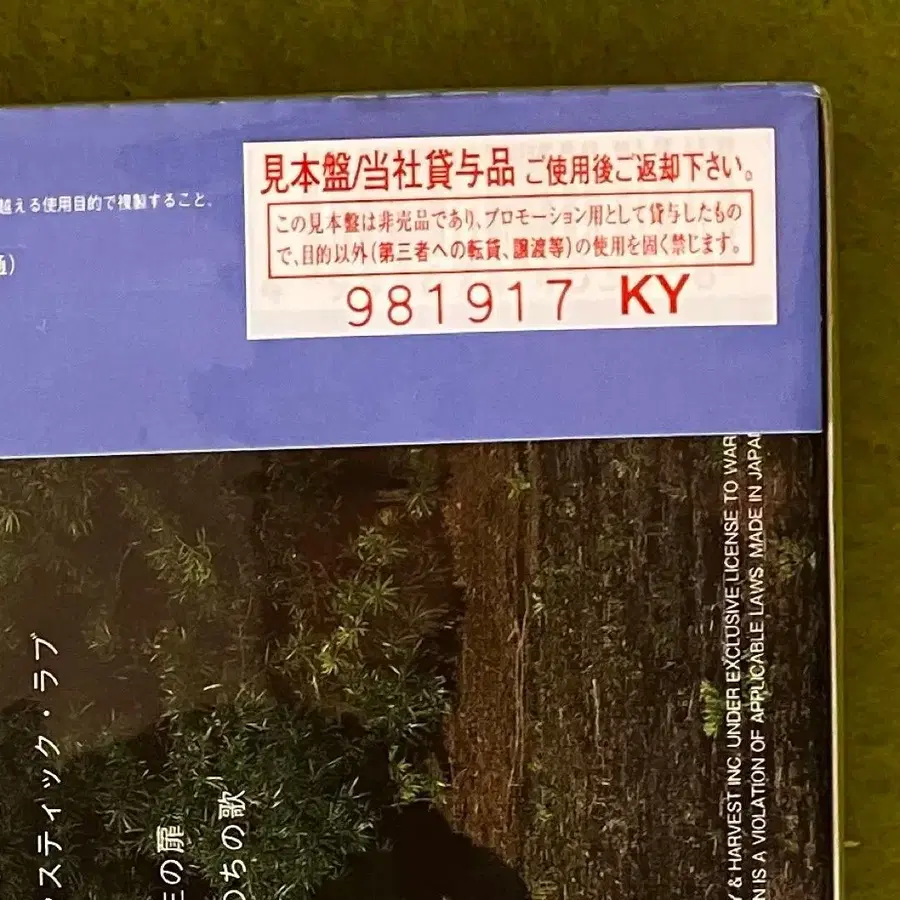 見本盤/当社貸与品 ご使用後ご返却下さい。
この見本盤は非売品であり、プロモーション用として貸与したもの
で、目的以外(第三者への転貸、譲渡等)の使用を固く禁じます。
981917 KY
越える使用目的で複製すること。
スティック・ラブ
の扉
ちの歌
& HARVEST INC. UNDER EXCLUSIVE LICENSE TO
IS A VIOLATION OF APPLICABLE LAWS. MADE IN JAPAN